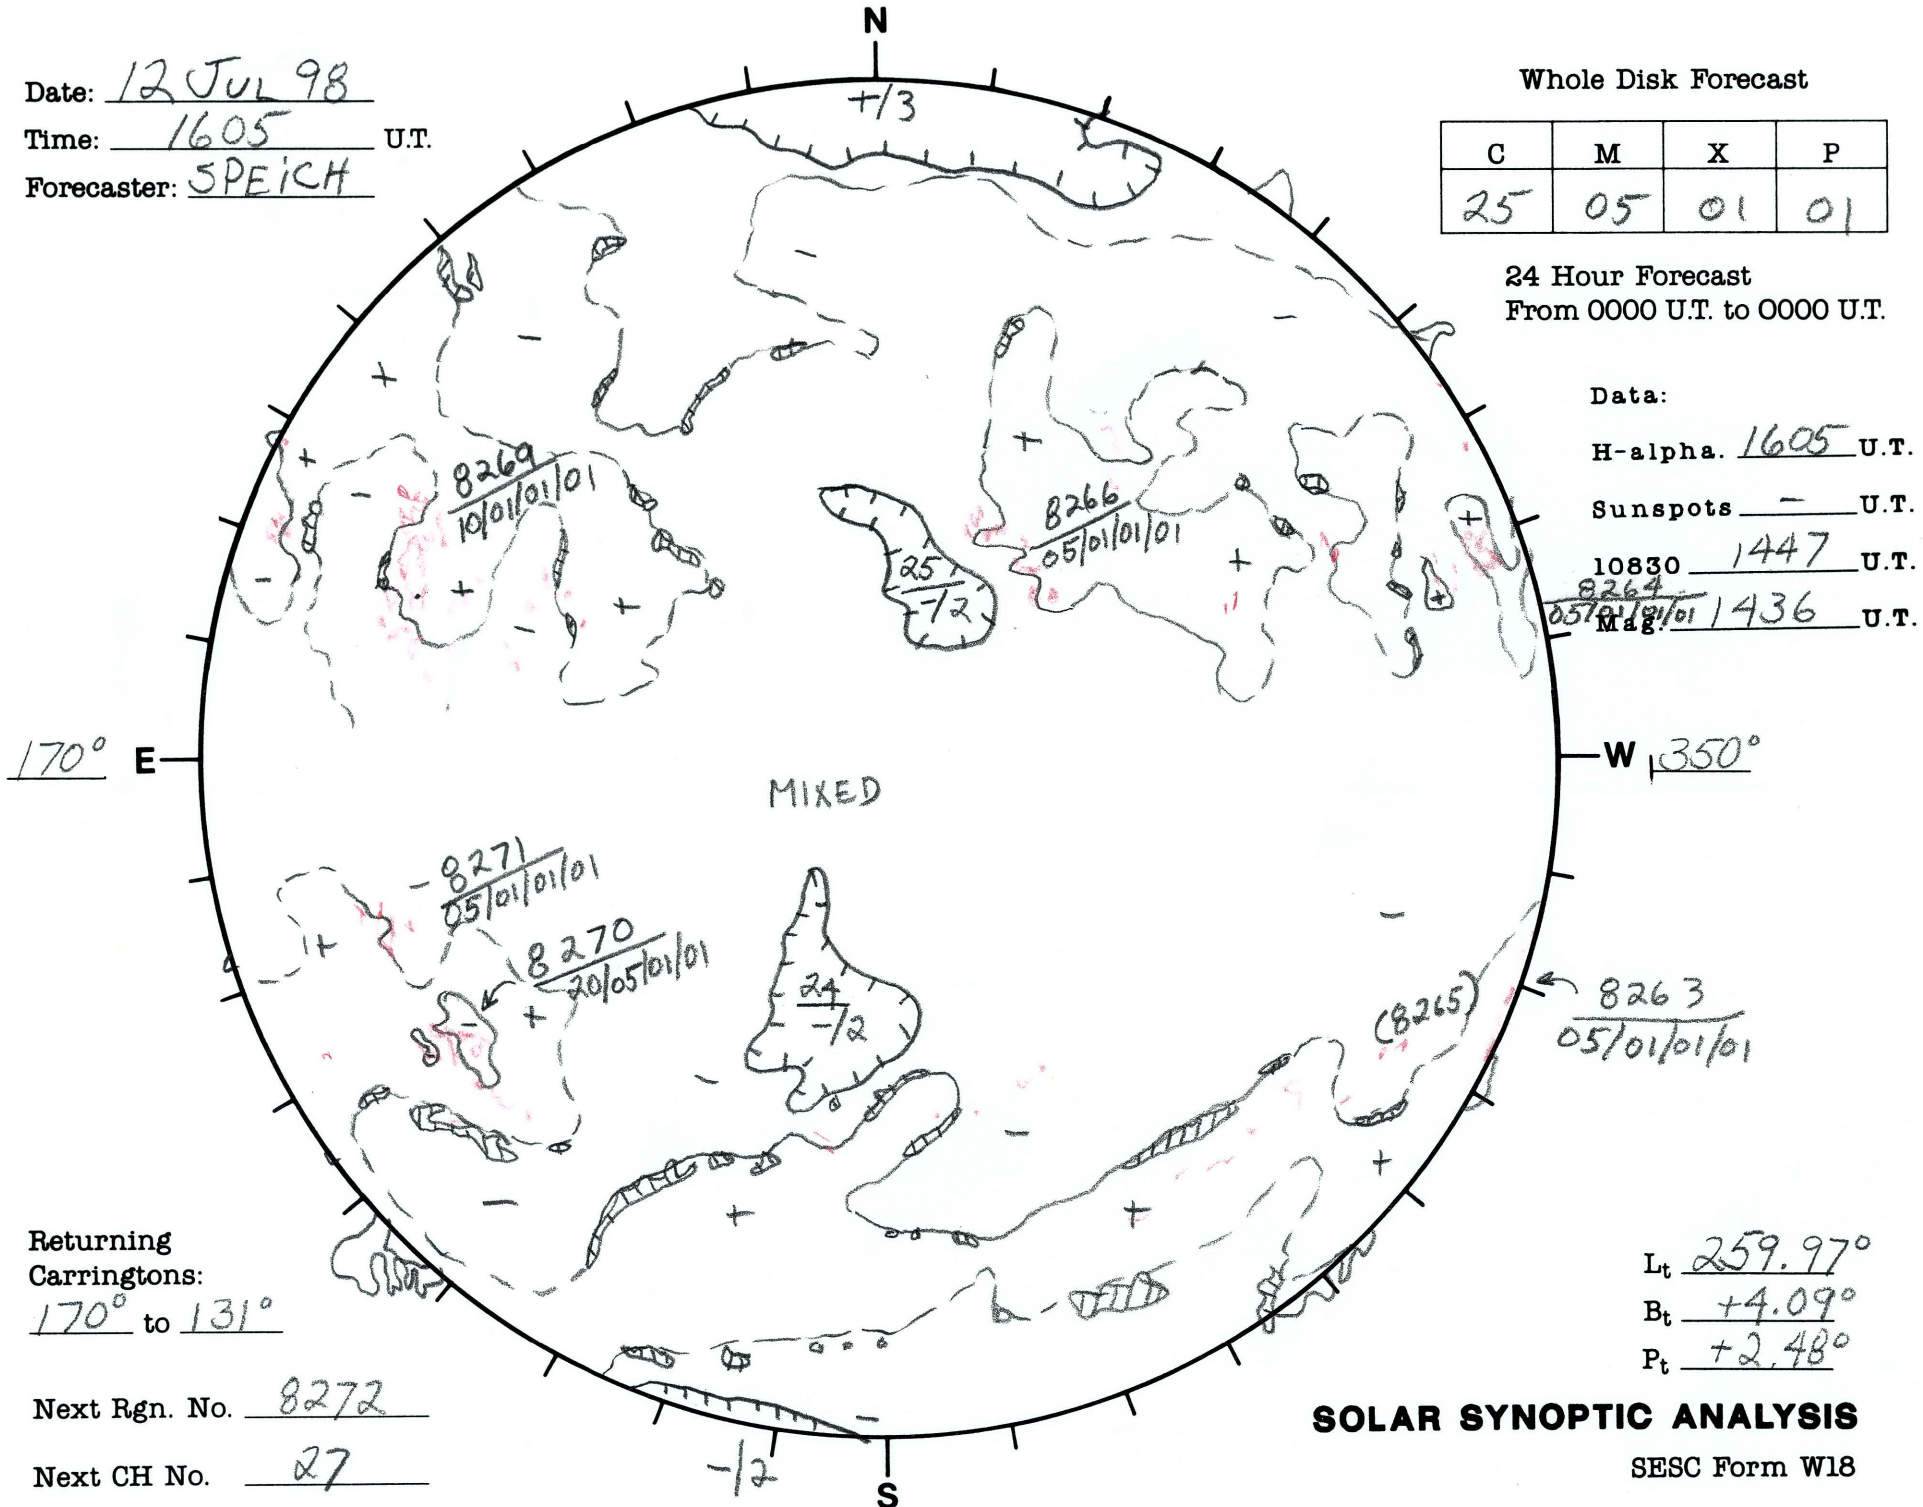 N
Date: 12 JUL 98
Time: 1605 U.T.
Forecaster: SPEICH
Whole Disk Forecast
C M X P
25 05 01 01
24 Hour Forecast
From 0000 U.T. to 0000 U.T.
Data:
H-alpha. 1605 U.T.
Sunspots – U.T.
10830 1447 U.T.
Mag. 1436 U.T.
8264
05/01/01/01
+/3
–
–
–
+
+
+
–
8269
10/01/01/01
8266
05/01/01/01
+
–
+
+
–
+
+
+
–
25
-/2
170° E
W 350°
MIXED
– 8271
05/01/01/01
8270
20/05/01/01
+
–
+
–
24
-/2
–
(8265)
8263
05/01/01/01
–
+
–
+
+
–
-/2
S
Returning
Carringtons:
170° to 131°
Next Rgn. No. 8272
Next CH No. 27
Lt 259.97°
Bt +4.09°
Pt +2.48°
SOLAR SYNOPTIC ANALYSIS
SESC Form W18